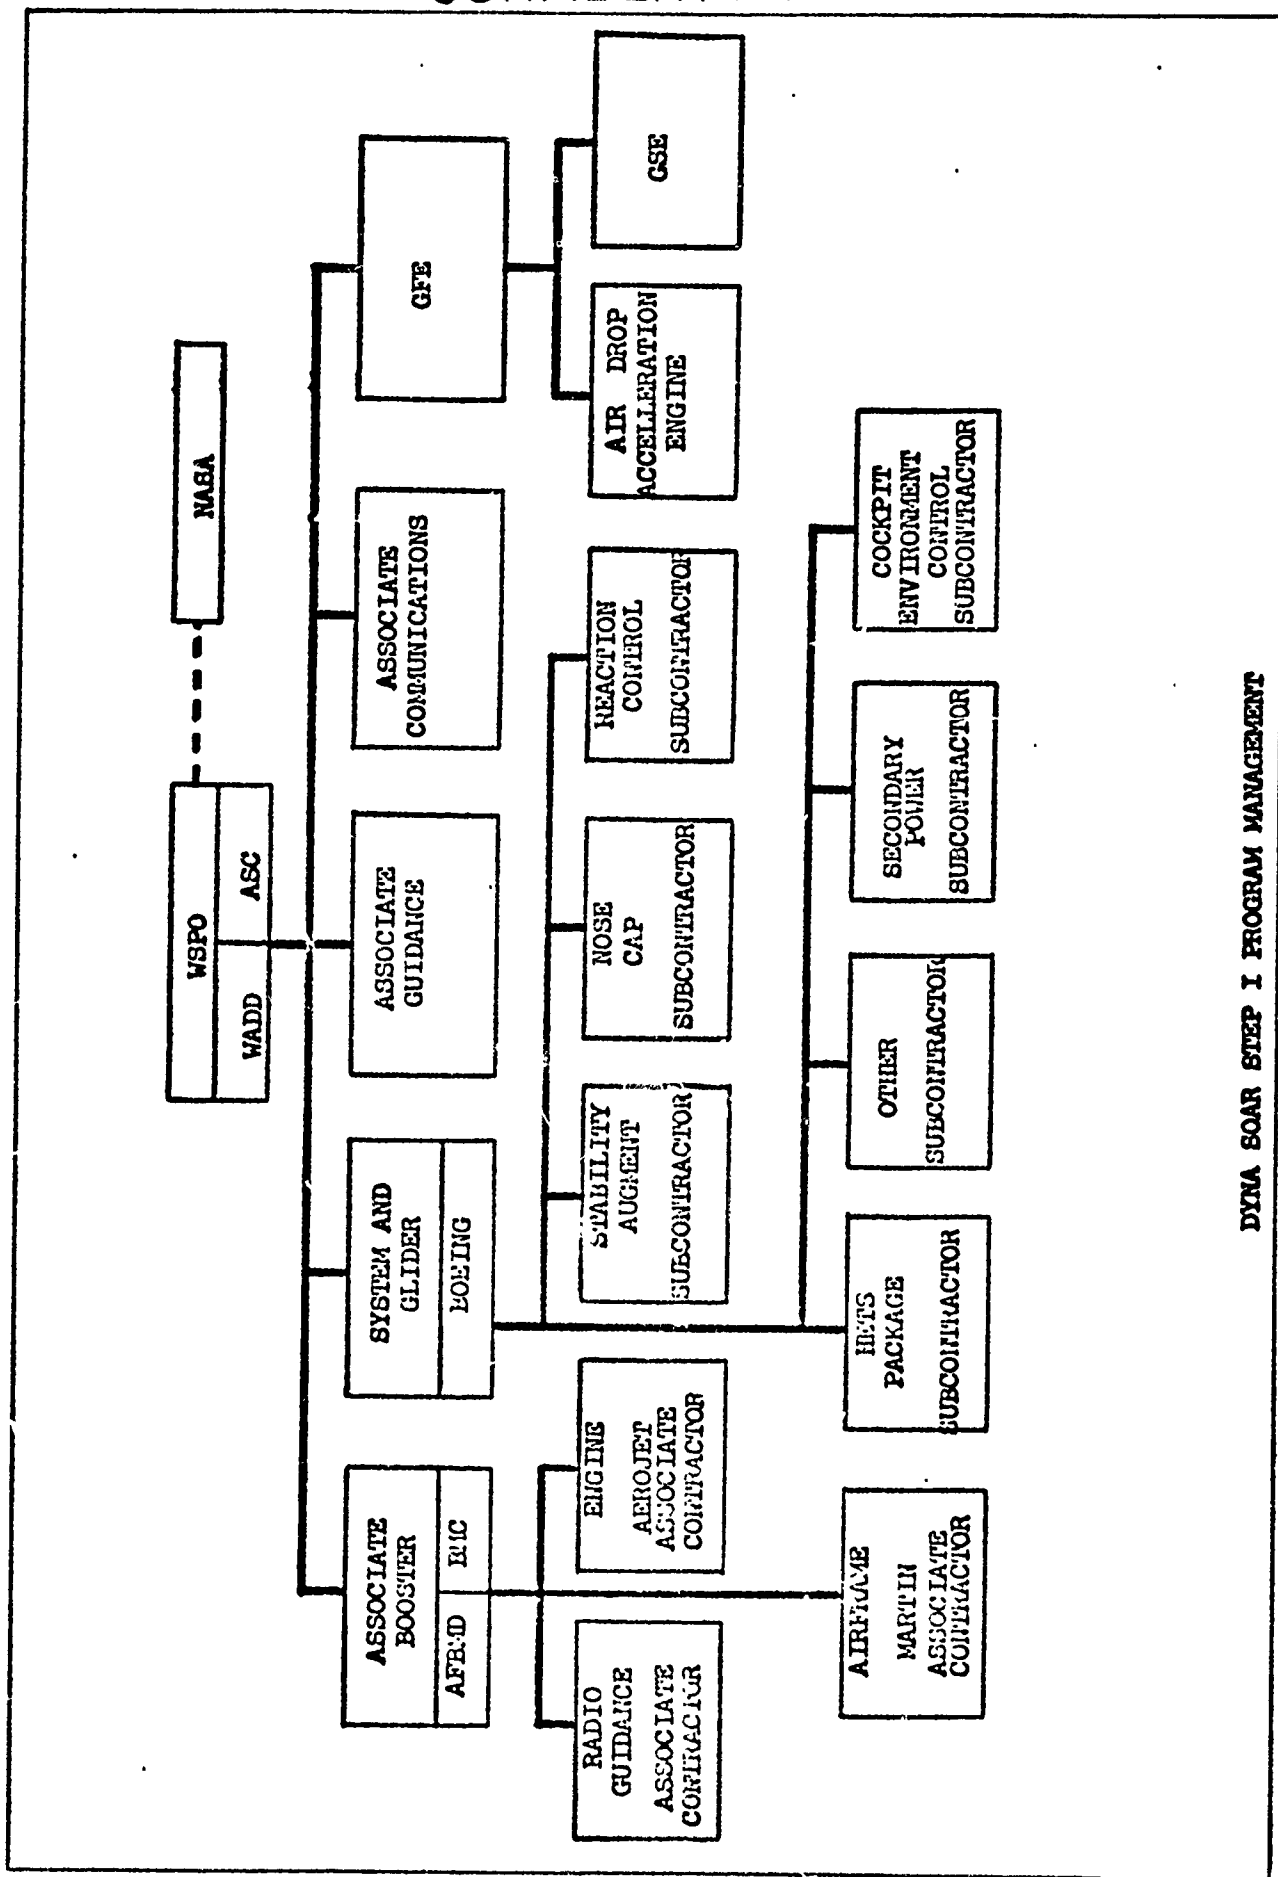 NASA
WSPO
WADD
ASC
ASSOCIATE
BOOSTER
AFBMD
BMC
SYSTEM AND
GLIDER
BOEING
ASSOCIATE
GUIDANCE
ASSOCIATE
COMMUNICATIONS
GFE
RADIO
GUIDANCE
ASSOCIATE
CONTRACTOR
ENGINE
AEROJET
ASSOCIATE
CONTRACTOR
STABILITY
AUGMENT
SUBCONTRACTOR
NOSE
CAP
SUBCONTRACTOR
REACTION
CONTROL
SUBCONTRACTOR
AIR DROP
ACCELLERATION
ENGINE
GSE
AIRFRAME
MARTIN
ASSOCIATE
CONTRACTOR
PACKAGE
SUBCONTRACTOR
OTHER
SUBCONTRACTOR
SECONDARY
POWER
SUBCONTRACTOR
COCKPIT
ENVIRONMENT
CONTROL
SUBCONTRACTOR
DYNA SOAR STEP I PROGRAM MANAGEMENT